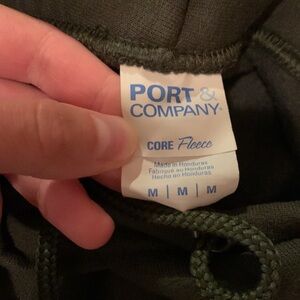 PORT &
COMPANY®
CORE Fleece
Made in Honduras
Fabriqué au Honduras
Hecho en Honduras
M | M | M